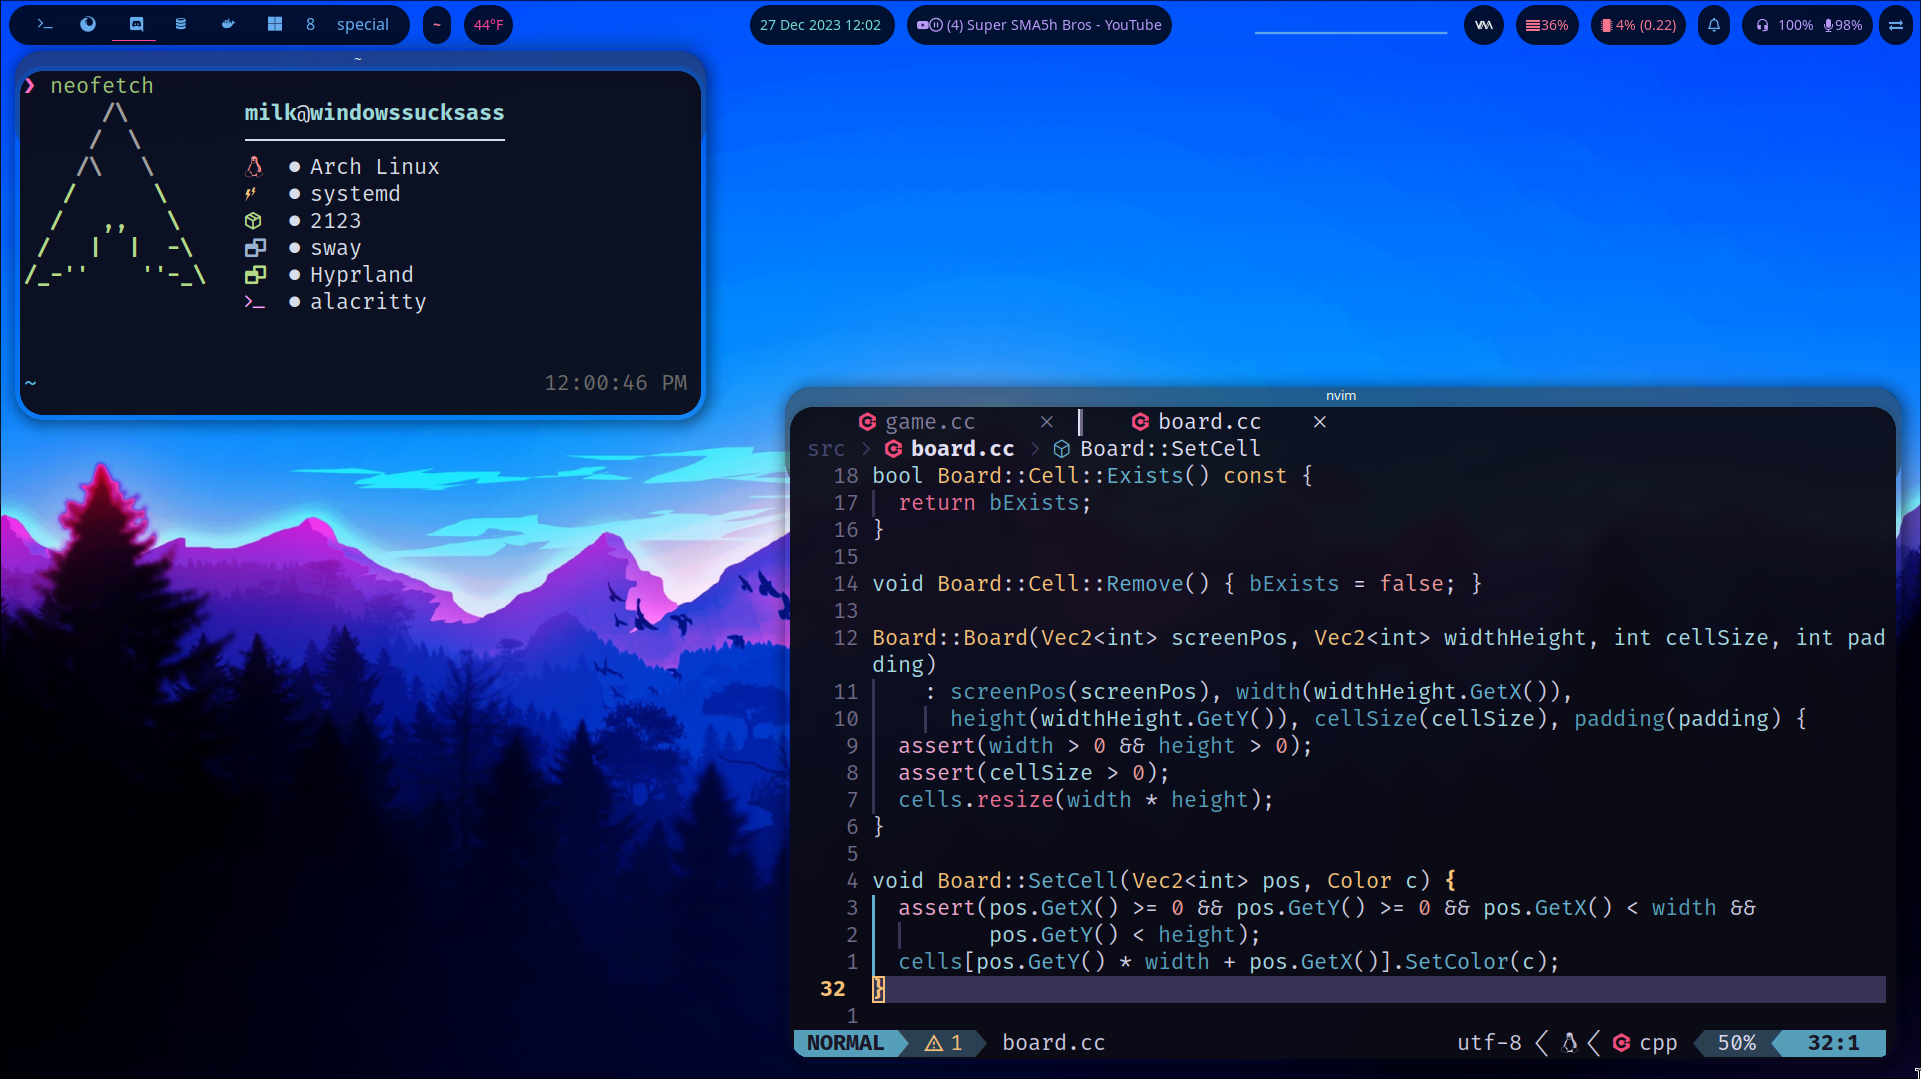 8 special ~ 44°F 27 Dec 2023 12:02 (4) Super SMA5h Bros - YouTube 36% 4% (0.22) 100% 98%
~
❯ neofetch
milk@windowssucksass
● Arch Linux
● systemd
● 2123
● sway
● Hyprland
● alacritty
~ 12:00:46 PM
nvim
game.cc × board.cc ×
src > board.cc > Board::SetCell
18 bool Board::Cell::Exists() const {
17 return bExists;
16 }
15
14 void Board::Cell::Remove() { bExists = false; }
13
12 Board::Board(Vec2<int> screenPos, Vec2<int> widthHeight, int cellSize, int pad
ding)
11 : screenPos(screenPos), width(widthHeight.GetX()),
10 height(widthHeight.GetY()), cellSize(cellSize), padding(padding) {
9 assert(width > 0 && height > 0);
8 assert(cellSize > 0);
7 cells.resize(width * height);
6 }
5
4 void Board::SetCell(Vec2<int> pos, Color c) {
3 assert(pos.GetX() >= 0 && pos.GetY() >= 0 && pos.GetX() < width &&
2 pos.GetY() < height);
1 cells[pos.GetY() * width + pos.GetX()].SetColor(c);
32 }
1
NORMAL 1 board.cc utf-8 cpp 50% 32:1